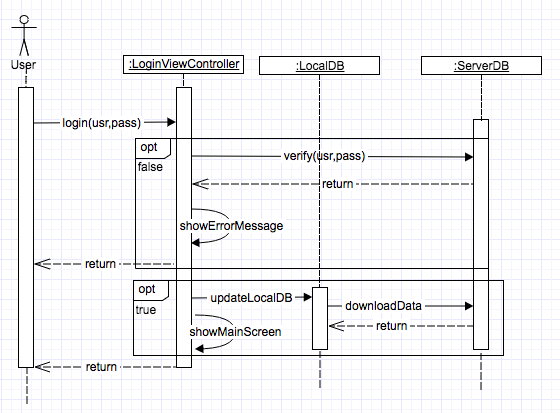 User
:LoginViewController
:LocalDB
:ServerDB
login(usr,pass)
opt
false
verify(usr,pass)
return
showErrorMessage
return
opt
true
updateLocalDB
downloadData
return
showMainScreen
return